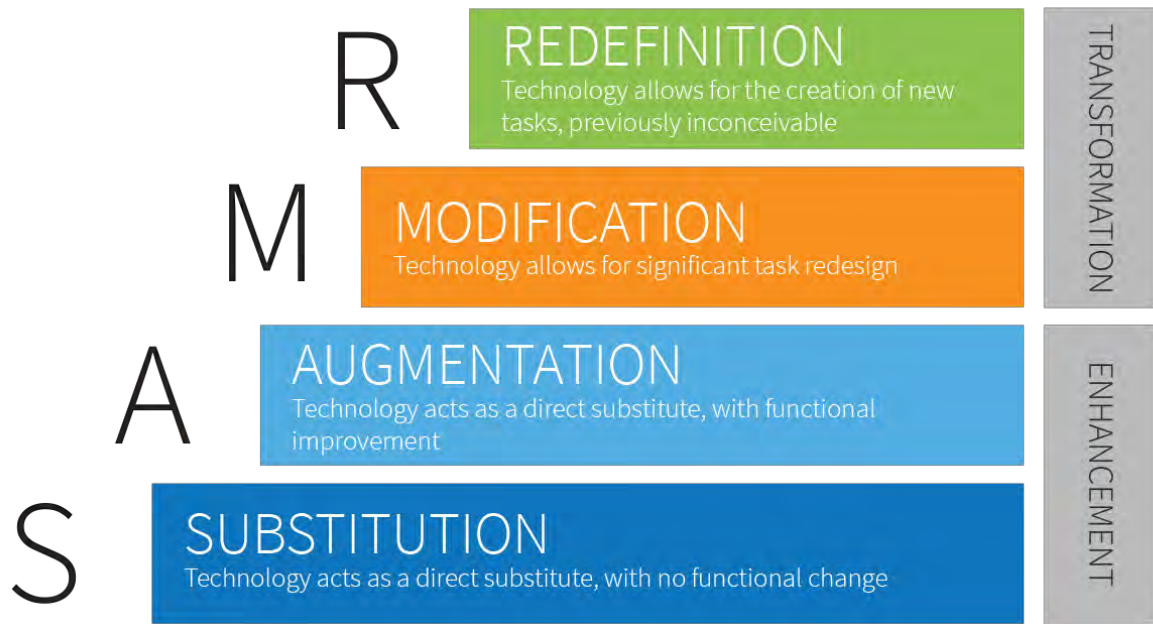 R
REDEFINITION
Technology allows for the creation of new
tasks, previously inconceivable
TRANSFORMATION
M
MODIFICATION
Technology allows for significant task redesign
A
AUGMENTATION
Technology acts as a direct substitute, with functional
improvement
ENHANCEMENT
S
SUBSTITUTION
Technology acts as a direct substitute, with no functional change